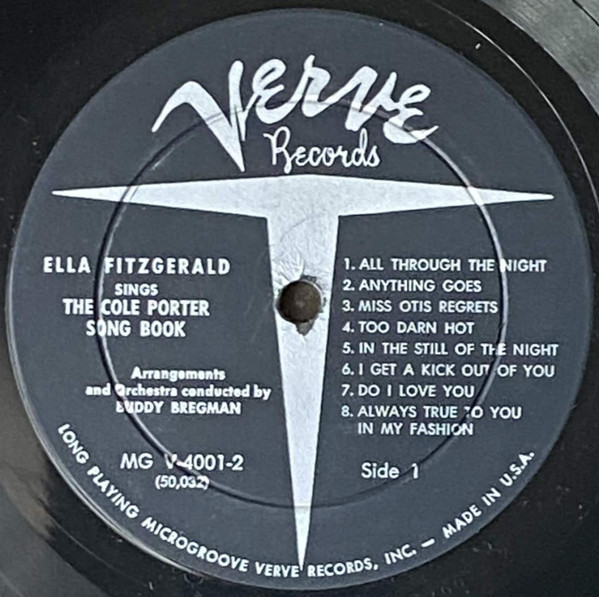 Verve
Records
ELLA FITZGERALD
SINGS
THE COLE PORTER
SONG BOOK
Arrangements
and Orchestra conducted by
BUDDY BREGMAN
MG V-4001-2
(50,032)
1. ALL THROUGH THE NIGHT
2. ANYTHING GOES
3. MISS OTIS REGRETS
4. TOO DARN HOT
5. IN THE STILL OF THE NIGHT
6. I GET A KICK OUT OF YOU
7. DO I LOVE YOU
8. ALWAYS TRUE TO YOU
IN MY FASHION
Side 1
LONG PLAYING MICROGROOVE VERVE RECORDS, INC. — MADE IN U.S.A.